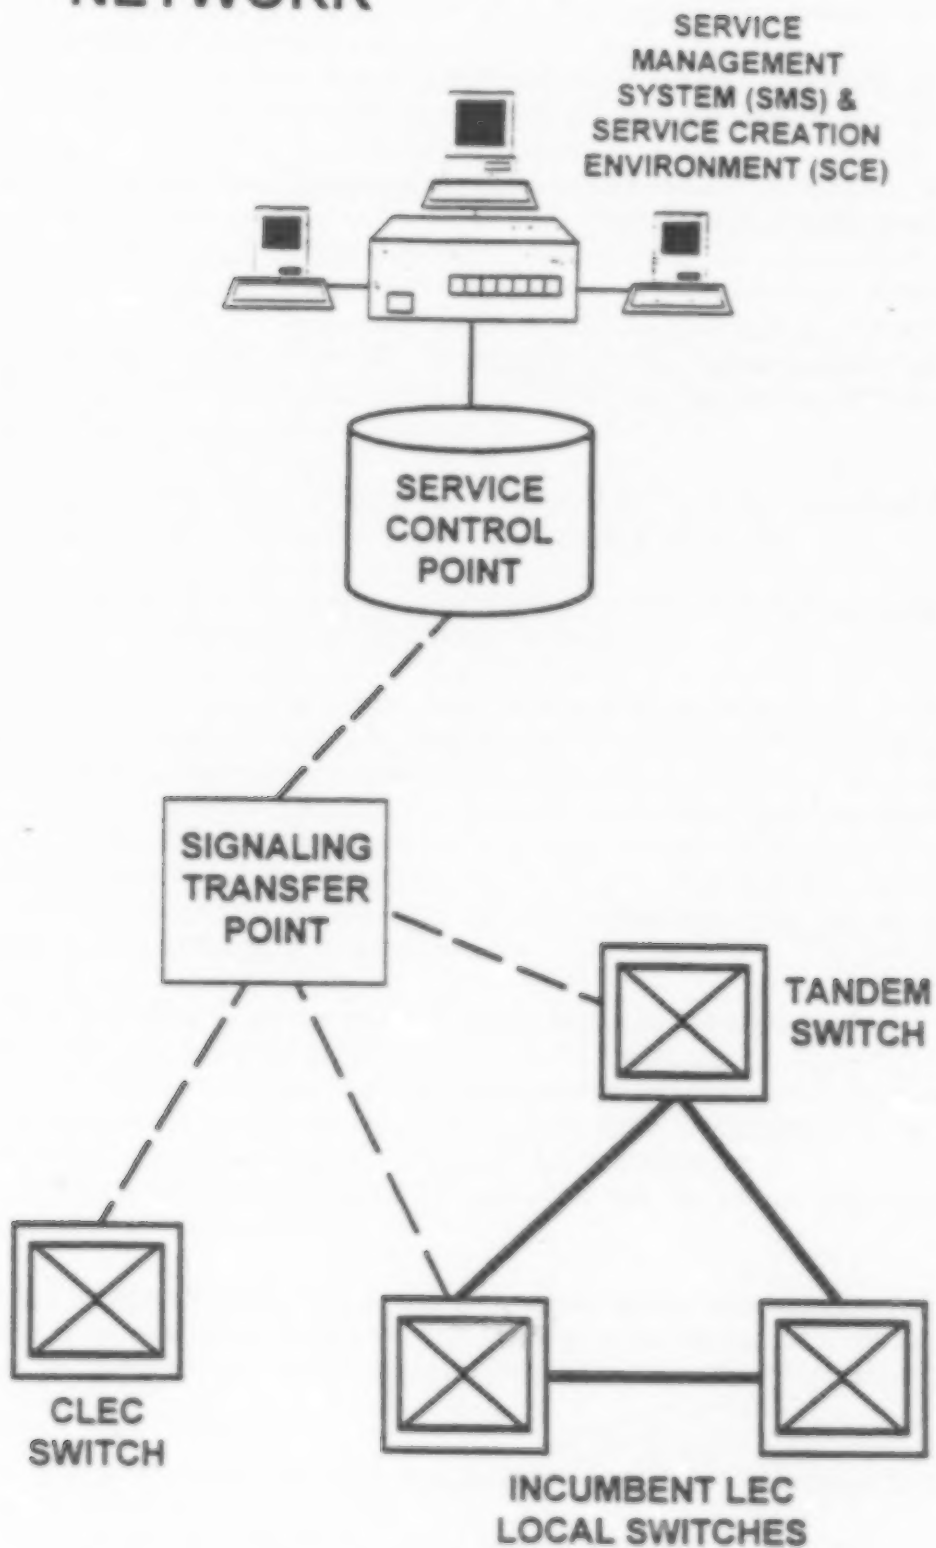 NETWORK
SERVICE
MANAGEMENT
SYSTEM (SMS) &
SERVICE CREATION
ENVIRONMENT (SCE)
SERVICE
CONTROL
POINT
SIGNALING
TRANSFER
POINT
TANDEM
SWITCH
CLEC
SWITCH
INCUMBENT LEC
LOCAL SWITCHES